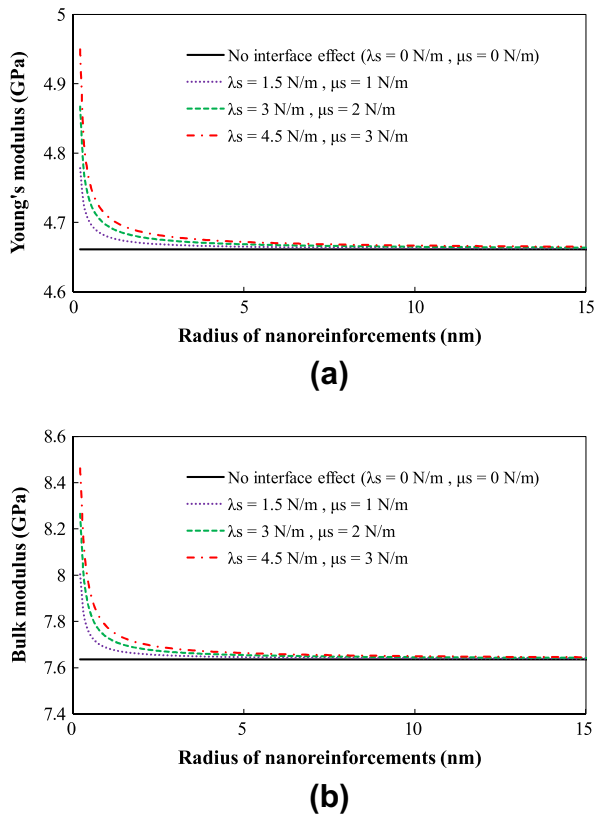 5
4.9
4.8
4.7
4.6
Young's modulus (GPa)
No interface effect (λs = 0 N/m , μs = 0 N/m)
λs = 1.5 N/m , μs = 1 N/m
λs = 3 N/m , μs = 2 N/m
λs = 4.5 N/m , μs = 3 N/m
0 5 10 15
Radius of nanoreinforcements (nm)
(a)
8.6
8.4
8.2
8
7.8
7.6
7.4
Bulk modulus (GPa)
No interface effect (λs = 0 N/m , μs = 0 N/m)
λs = 1.5 N/m , μs = 1 N/m
λs = 3 N/m , μs = 2 N/m
λs = 4.5 N/m , μs = 3 N/m
0 5 10 15
Radius of nanoreinforcements (nm)
(b)